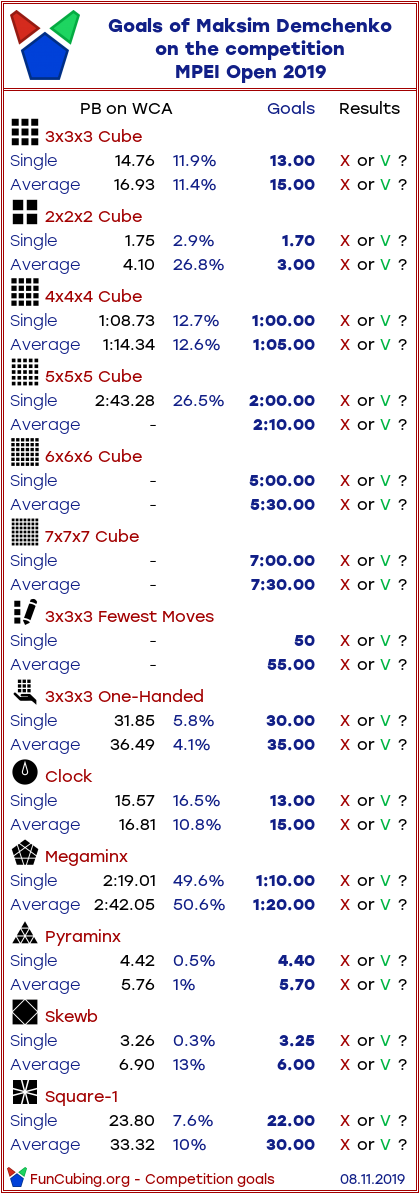 Goals of Maksim Demchenko
on the competition
MPEI Open 2019
PB on WCA Goals Results
3x3x3 Cube
Single 14.76 11.9% 13.00 X or V ?
Average 16.93 11.4% 15.00 X or V ?
2x2x2 Cube
Single 1.75 2.9% 1.70 X or V ?
Average 4.10 26.8% 3.00 X or V ?
4x4x4 Cube
Single 1:08.73 12.7% 1:00.00 X or V ?
Average 1:14.34 12.6% 1:05.00 X or V ?
5x5x5 Cube
Single 2:43.28 26.5% 2:00.00 X or V ?
Average - 2:10.00 X or V ?
6x6x6 Cube
Single - 5:00.00 X or V ?
Average - 5:30.00 X or V ?
7x7x7 Cube
Single - 7:00.00 X or V ?
Average - 7:30.00 X or V ?
3x3x3 Fewest Moves
Single - 50 X or V ?
Average - 55.00 X or V ?
3x3x3 One-Handed
Single 31.85 5.8% 30.00 X or V ?
Average 36.49 4.1% 35.00 X or V ?
Clock
Single 15.57 16.5% 13.00 X or V ?
Average 16.81 10.8% 15.00 X or V ?
Megaminx
Single 2:19.01 49.6% 1:10.00 X or V ?
Average 2:42.05 50.6% 1:20.00 X or V ?
Pyraminx
Single 4.42 0.5% 4.40 X or V ?
Average 5.76 1% 5.70 X or V ?
Skewb
Single 3.26 0.3% 3.25 X or V ?
Average 6.90 13% 6.00 X or V ?
Square-1
Single 23.80 7.6% 22.00 X or V ?
Average 33.32 10% 30.00 X or V ?
FunCubing.org - Competition goals 08.11.2019